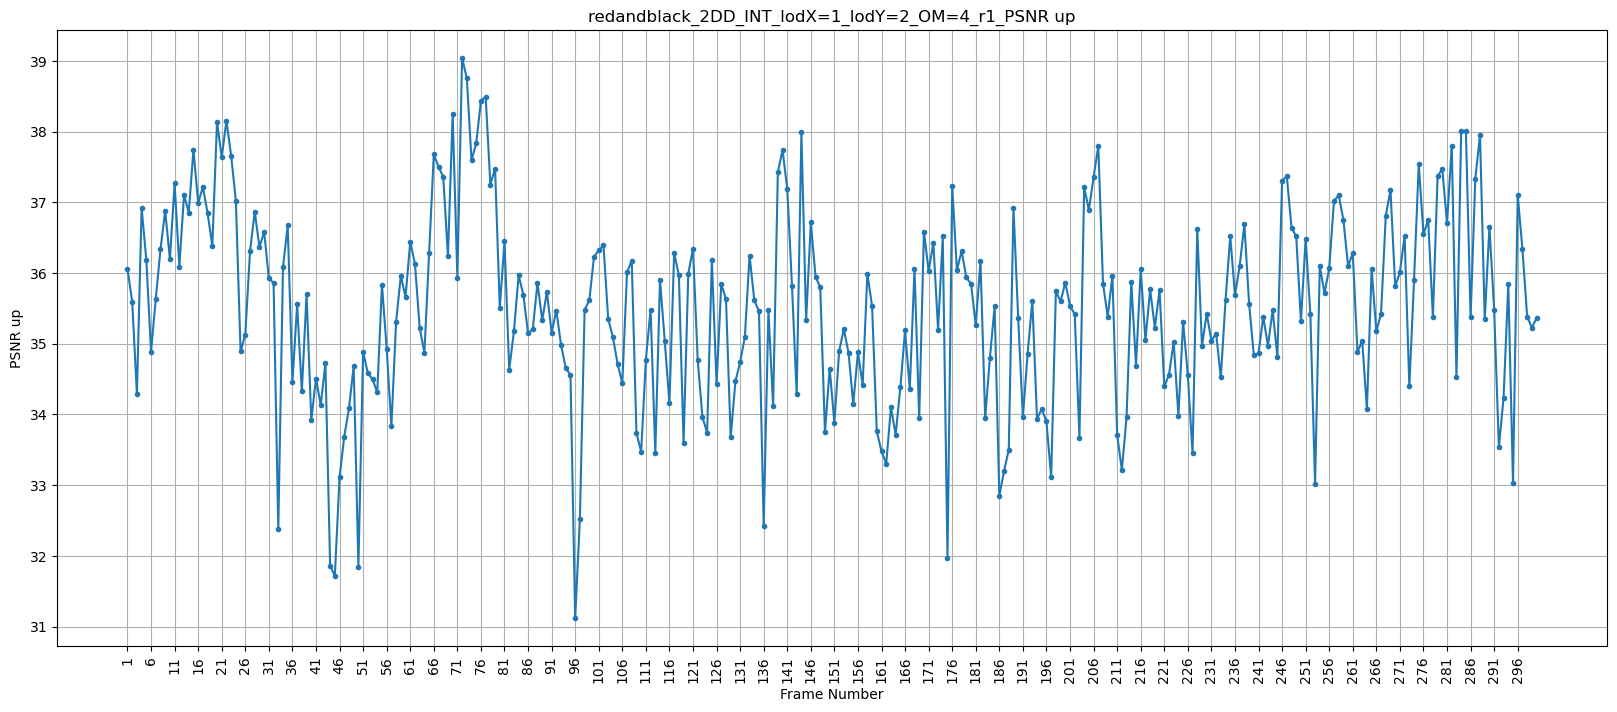 redandblack_2DD_INT_lodX=1_lodY=2_OM=4_r1_PSNR up
PSNR up
39
38
37
36
35
34
33
32
31
1 6 11 16 21 26 31 36 41 46 51 56 61 66 71 76 81 86 91 96 101 106 111 116 121 126 131 136 141 146 151 156 161 166 171 176 181 186 191 196 201 206 211 216 221 226 231 236 241 246 251 256 261 266 271 276 281 286 291 296
Frame Number